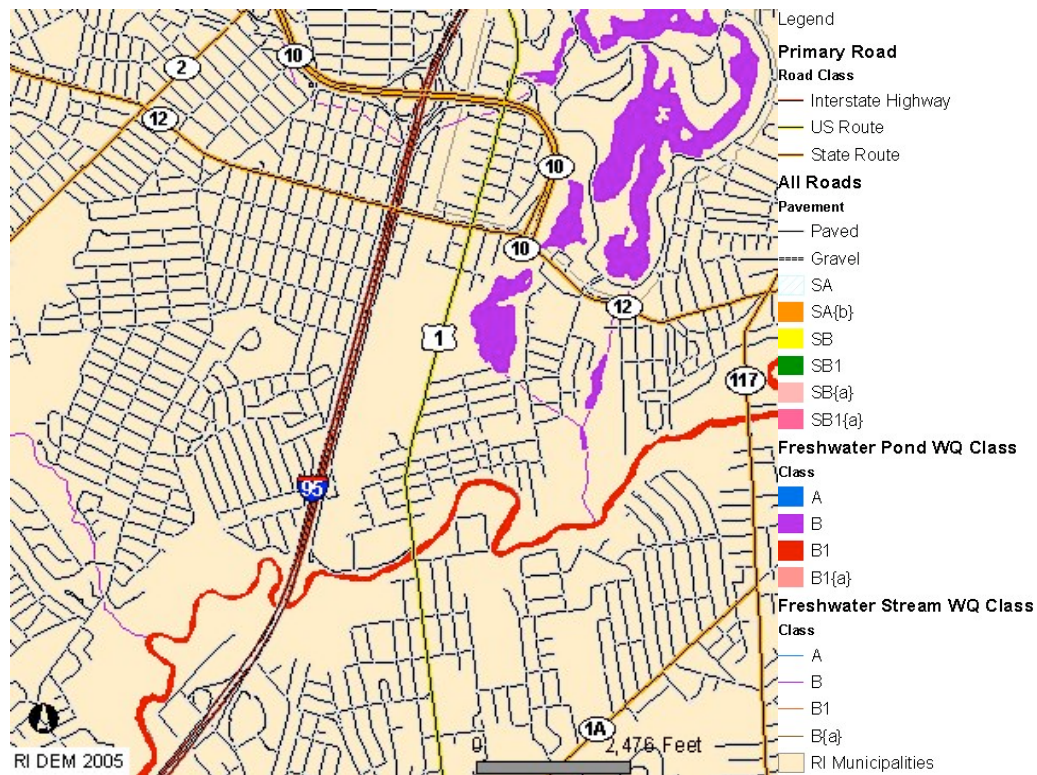 10
2
12
10
10
12
1
117
95
1A
0
2,476 Feet
RI DEM 2005
Legend
Primary Road
Road Class
Interstate Highway
US Route
State Route
All Roads
Pavement
Paved
Gravel
SA
SA{b}
SB
SB1
SB{a}
SB1{a}
Freshwater Pond WQ Class
Class
A
B
B1
B1{a}
Freshwater Stream WQ Class
Class
A
B
B1
B{a}
RI Municipalities